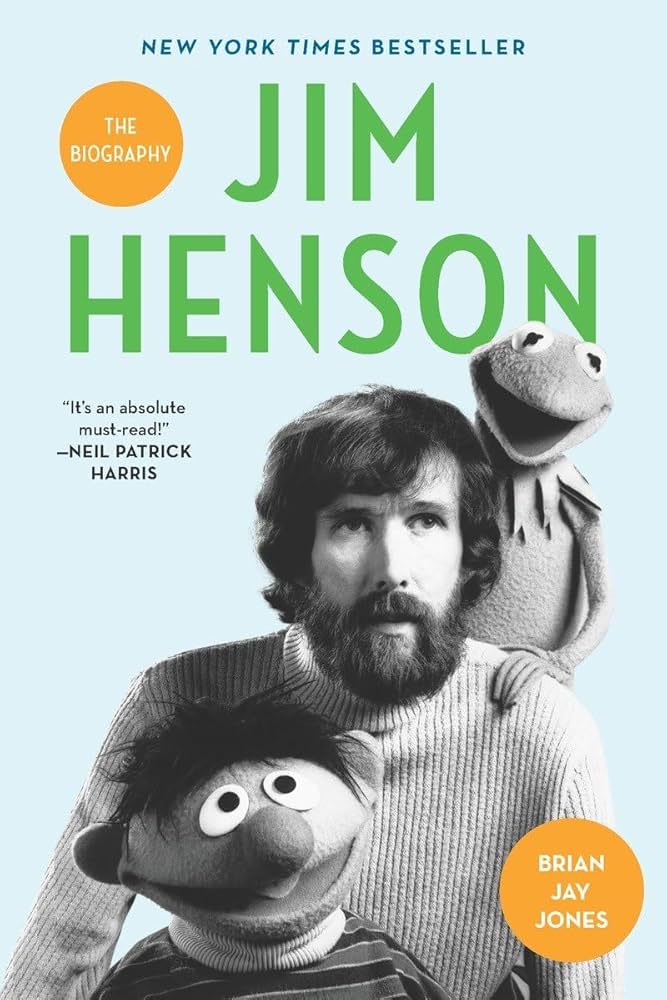 NEW YORK TIMES BESTSELLER
THE
BIOGRAPHY
JIM
HENSON
“It’s an absolute
must-read!”
—NEIL PATRICK
HARRIS
BRIAN
JAY
JONES